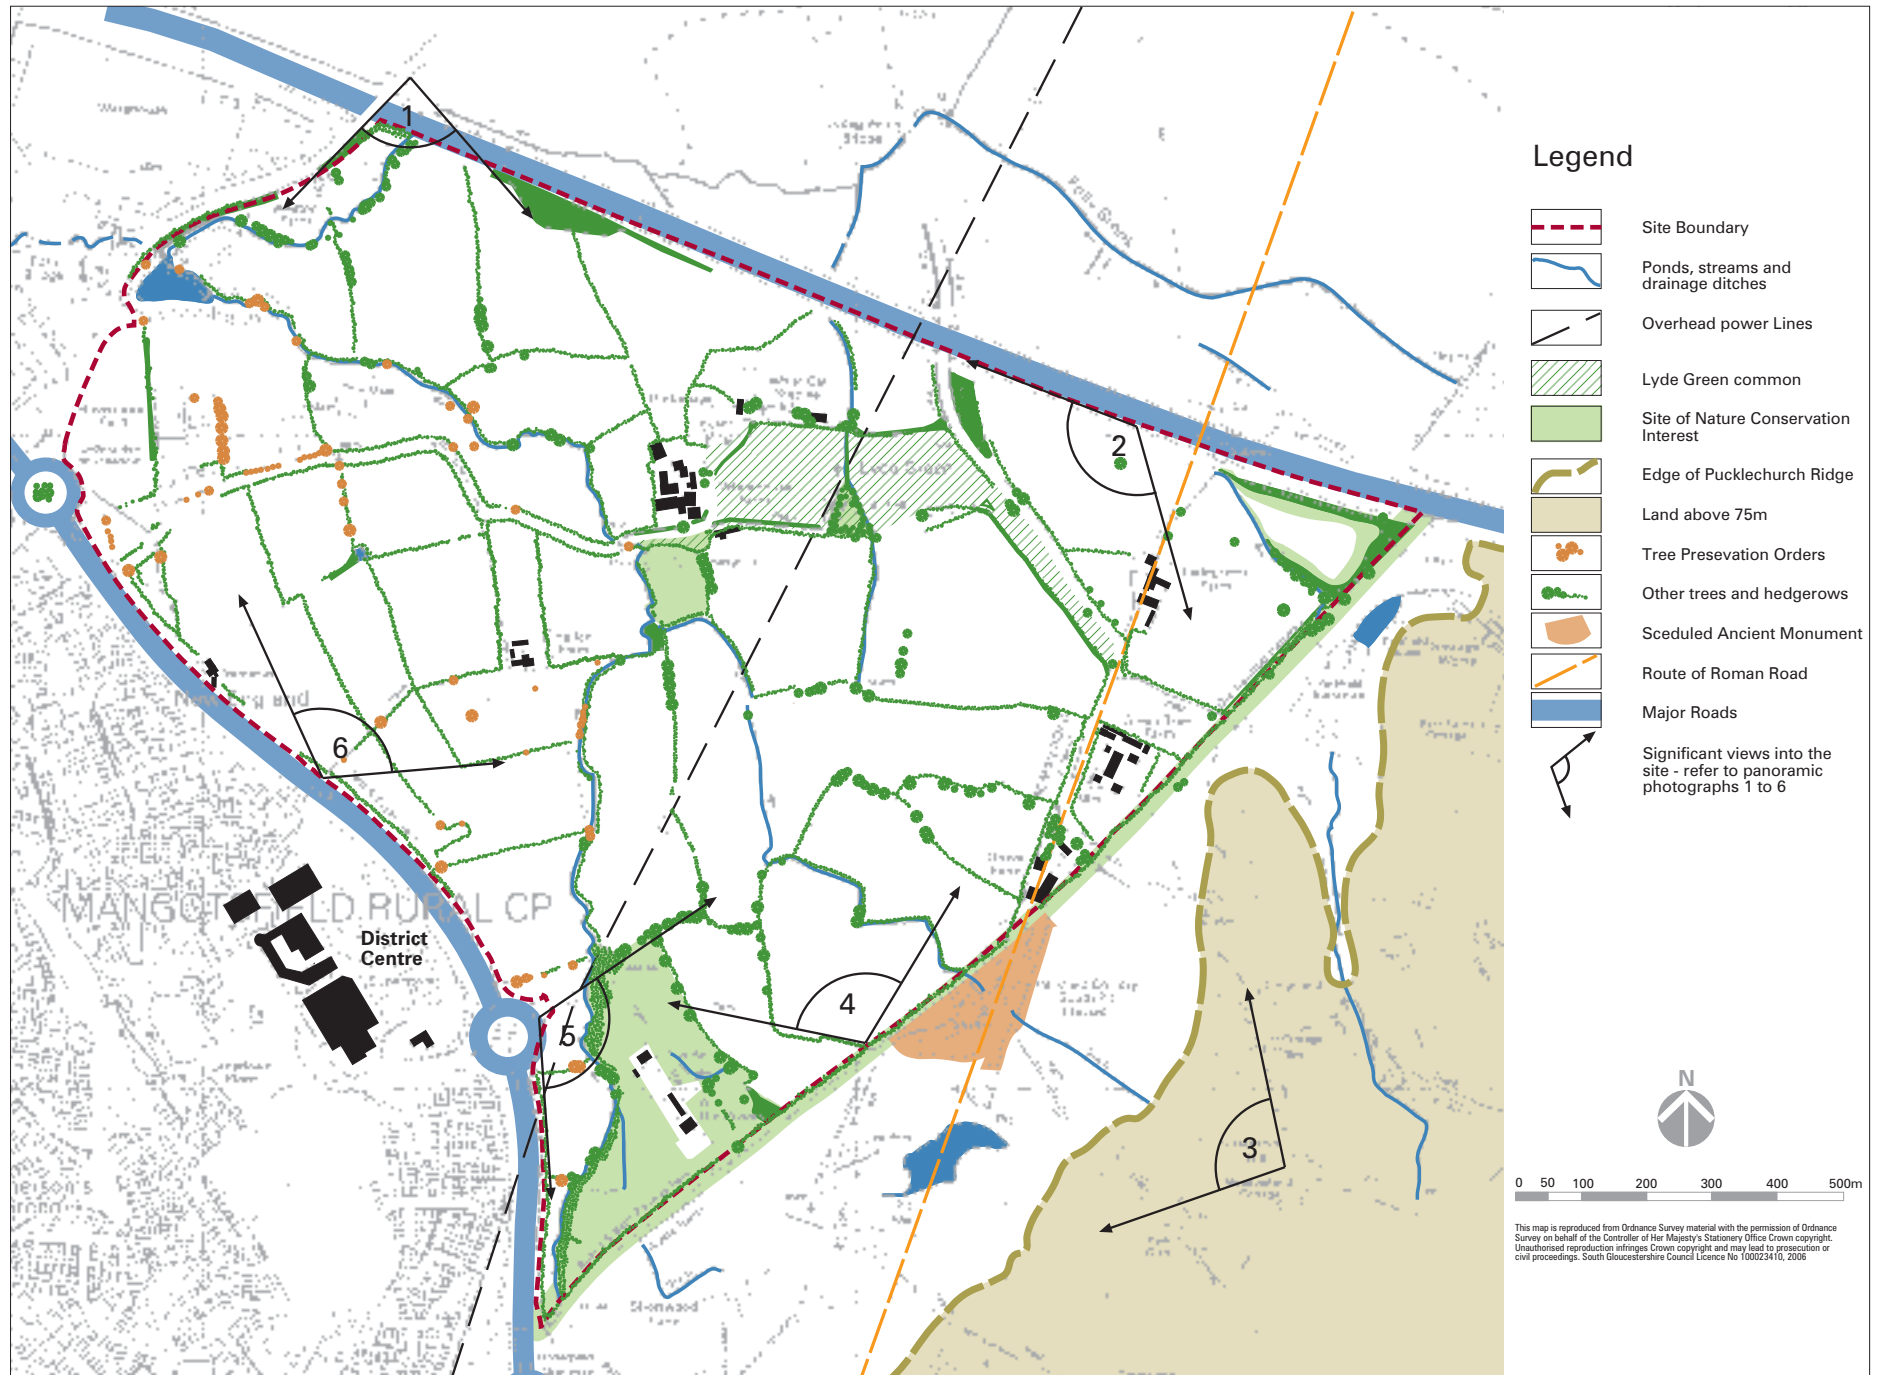 1
2
6
4
5
3
MANGOTSFIELD RURAL CP
District
Centre
Legend
Site Boundary
Ponds, streams and
drainage ditches
Overhead power Lines
Lyde Green common
Site of Nature Conservation
Interest
Edge of Pucklechurch Ridge
Land above 75m
Tree Presevation Orders
Other trees and hedgerows
Sceduled Ancient Monument
Route of Roman Road
Major Roads
Significant views into the
site - refer to panoramic
photographs 1 to 6
N
0 50 100 200 300 400 500m
This map is reproduced from Ordnance Survey material with the permission of Ordnance
Survey on behalf of the Controller of Her Majesty's Stationery Office Crown copyright.
Unauthorised reproduction infringes Crown copyright and may lead to prosecution or
civil proceedings. South Gloucestershire Council Licence No 100023410, 2006